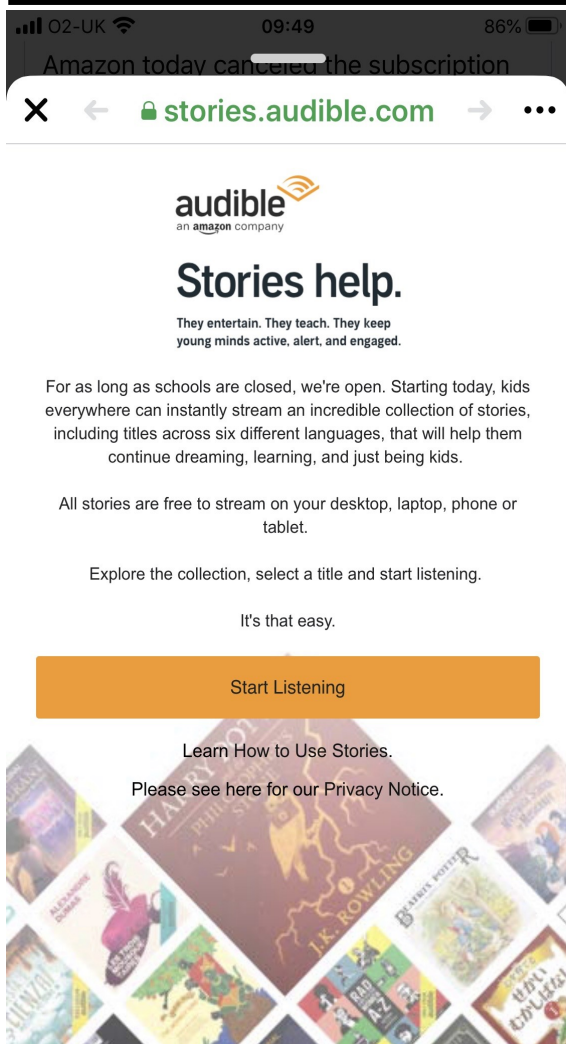 O2-UK
09:49
86%
Amazon today canceled the subscription
stories.audible.com
audible
an amazon company
Stories help.
They entertain. They teach. They keep
young minds active, alert, and engaged.
For as long as schools are closed, we're open. Starting today, kids
everywhere can instantly stream an incredible collection of stories,
including titles across six different languages, that will help them
continue dreaming, learning, and just being kids.
All stories are free to stream on your desktop, laptop, phone or
tablet.
Explore the collection, select a title and start listening.
It's that easy.
Start Listening
Learn How to Use Stories.
Please see here for our Privacy Notice.
HARRY POTTER
PHILOSOPHER'S
STONE
J.K. ROWLING
ALEXANDRE
DUMAS
BEATRIX POTTER
RAD
A-Z
audible